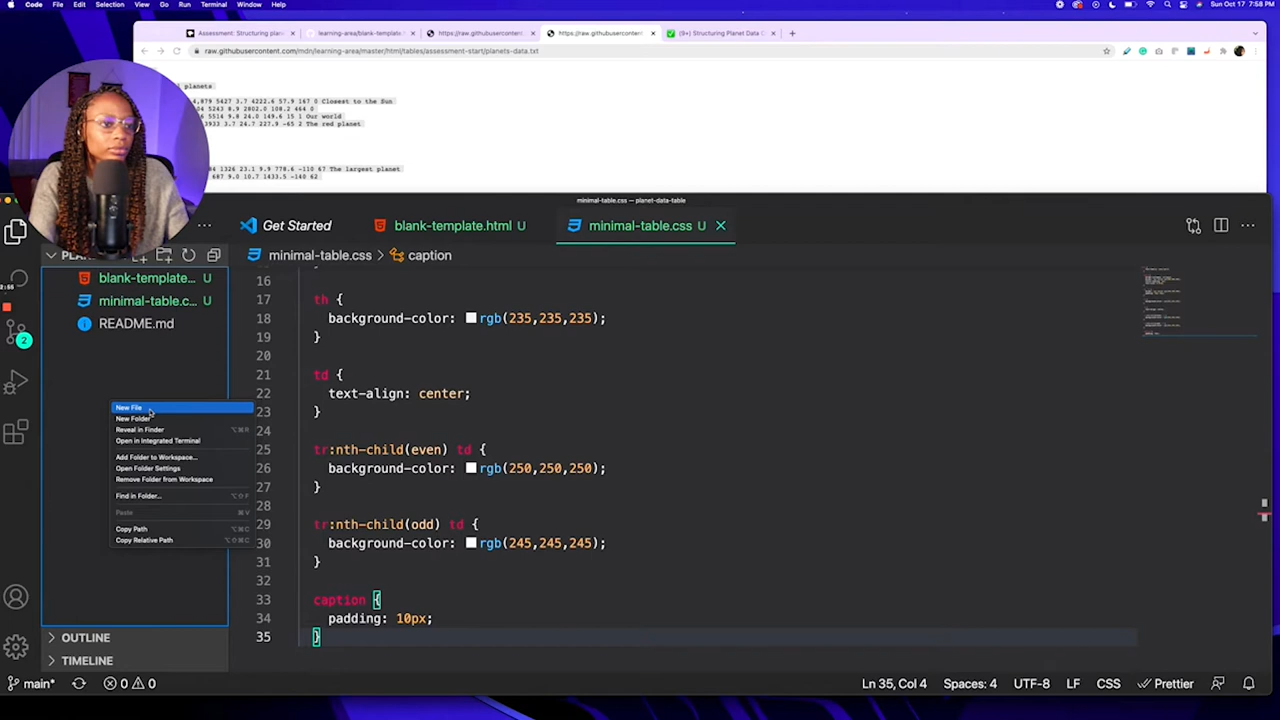 Code File Edit Selection View Go Run Terminal Window Help
Sun Oct 17 7:58 PM
Assessment: Structuring plan
learning-area/blank-template
https://raw.githubusercontent
https://raw.githubusercontent
(9+) Structuring Planet Data C
raw.githubusercontent.com/mdn/learning-area/master/html/tables/assessment-start/planets-data.txt
planets
4,879 5427 3.7 4222.6 57.9 167 0 Closest to the Sun
04 5243 8.9 2802.0 108.2 464 0
56 5514 9.8 24.0 149.6 15 1 Our world
3933 3.7 24.7 227.9 -65 2 The red planet
84 1326 23.1 9.9 778.6 -110 67 The largest planet
687 9.0 10.7 1433.5 -140 62
minimal-table.css — planet-data-table
Get Started
blank-template.html U
minimal-table.css U
minimal-table.css > caption
blank-template... U
minimal-table.c... U
README.md
:55
2
New File
New Folder
Reveal in Finder ⌥⌘R
Open in Integrated Terminal
Add Folder to Workspace...
Open Folder Settings
Remove Folder from Workspace
Find in Folder... ⌥⇧F
Paste ⌘V
Copy Path ⌥⌘C
Copy Relative Path ⌥⇧⌘C
OUTLINE
TIMELINE
16
17 th {
18 background-color: rgb(235,235,235);
19 }
20
21 td {
22 text-align: center;
23 }
24
25 tr:nth-child(even) td {
26 background-color: rgb(250,250,250);
27 }
28
29 tr:nth-child(odd) td {
30 background-color: rgb(245,245,245);
31 }
32
33 caption {
34 padding: 10px;
35 }
main* 0 0
Ln 35, Col 4 Spaces: 4 UTF-8 LF CSS Prettier